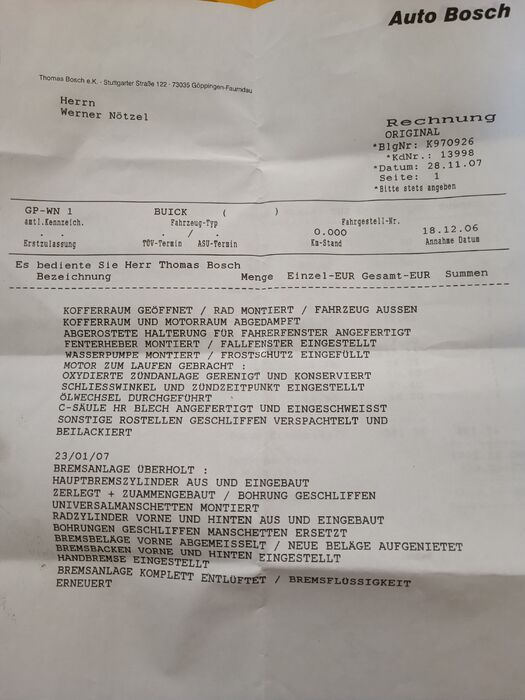 Auto Bosch
Thomas Bosch e.K. - Stuttgarter Straße 122 - 73035 Göppingen-Faurndau
Herrn
Werner Nötzel
Rechnung
ORIGINAL
*BlgNr: K970926
*KdNr.: 13998
*Datum: 28.11.07
Seite: 1
*Bitte stets angeben
GP-WN 1 BUICK ( )
amtl.Kennzeich. Fahrzeug-Typ Fahrgestell-Nr.
. . . / . 0.000 18.12.06
Erstzulassung TÜV-Termin ASU-Termin Km-Stand Annahme Datum
Es bediente Sie Herr Thomas Bosch
Bezeichnung Menge Einzel-EUR Gesamt-EUR Summen
KOFFERRAUM GEÖFFNET / RAD MONTIERT / FAHRZEUG AUSSEN
KOFFERRAUM UND MOTORRAUM ABGEDAMPFT
ABGEROSTETE HALTERUNG FÜR FAHRERFENSTER ANGEFERTIGT
FENTERHEBER MONTIERT / FALLFENSTER EINGESTELLT
WASSERPUMPE MONTIERT / FROSTSCHUTZ EINGEFÜLLT
MOTOR ZUM LAUFEN GEBRACHT :
OXYDIERTE ZÜNDANLAGE GERENIGT UND KONSERVIERT
SCHLIESSWINKEL UND ZÜNDZEITPUNKT EINGESTELLT
ÖLWECHSEL DURCHGEFÜHRT
C-SÄULE HR BLECH ANGEFERTIGT UND EINGESCHWEISST
SONSTIGE ROSTELLEN GESCHLIFFEN VERSPACHTELT UND
BEILACKIERT
23/01/07
BREMSANLAGE ÜBERHOLT :
HAUPTBREMSZYLINDER AUS UND EINGEBAUT
ZERLEGT + ZUAMMENGEBAUT / BOHRUNG GESCHLIFFEN
UNIVERSALMANSCHETTEN MONTIERT
RADZYLINDER VORNE UND HINTEN AUS UND EINGEBAUT
BOHRUNGEN GESCHLIFFEN MANSCHETTEN ERSETZT
BREMSBELÄGE VORNE ABGEMEISSELT / NEUE BELÄGE AUFGENIETET
BREMSBACKEN VORNE UND HINTEN EINGESTELLT
HANDBREMSE EINGESTELLT
BREMSANLAGE KOMPLETT ENTLÜFTET / BREMSFLÜSSIGKEIT
ERNEUERT